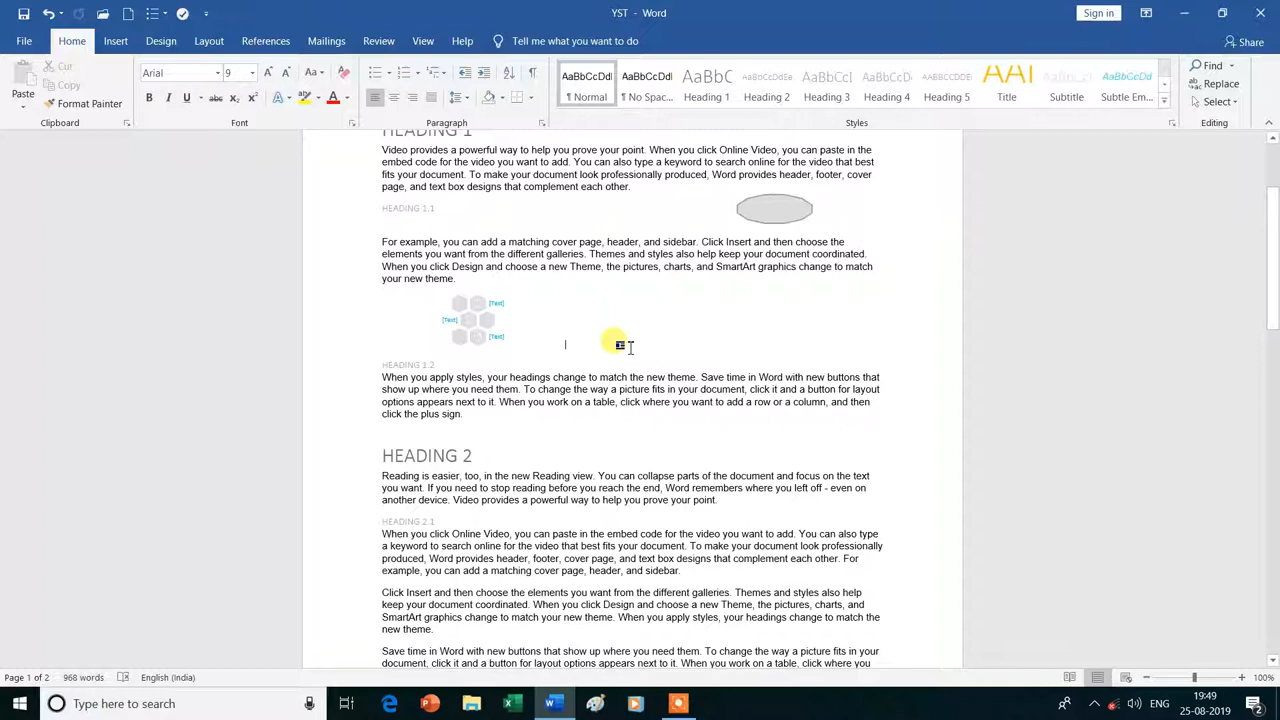 YST - Word
Sign in
File Home Insert Design Layout References Mailings Review View Help Tell me what you want to do Share
Cut
Copy
Paste
Format Painter
Clipboard
Arial 9
Font
Paragraph
AaBbCcDdI AaBbCcDdI AaBbC AaBbCcDdEe AaBbCcI AaBbCcDd AABBCCDDEI AAI AaBbCcDd
¶ Normal ¶ No Spac... Heading 1 Heading 2 Heading 3 Heading 4 Heading 5 Title Subtitle Subtle Em...
Styles
Find
Replace
Select
Editing
HEADING 1
Video provides a powerful way to help you prove your point. When you click Online Video, you can paste in the
embed code for the video you want to add. You can also type a keyword to search online for the video that best
fits your document. To make your document look professionally produced, Word provides header, footer, cover
page, and text box designs that complement each other.
HEADING 1.1
For example, you can add a matching cover page, header, and sidebar. Click Insert and then choose the
elements you want from the different galleries. Themes and styles also help keep your document coordinated.
When you click Design and choose a new Theme, the pictures, charts, and SmartArt graphics change to match
your new theme.
[Text]
[Text]
[Text]
HEADING 1.2
When you apply styles, your headings change to match the new theme. Save time in Word with new buttons that
show up where you need them. To change the way a picture fits in your document, click it and a button for layout
options appears next to it. When you work on a table, click where you want to add a row or a column, and then
click the plus sign.
HEADING 2
Reading is easier, too, in the new Reading view. You can collapse parts of the document and focus on the text
you want. If you need to stop reading before you reach the end, Word remembers where you left off - even on
another device. Video provides a powerful way to help you prove your point.
HEADING 2.1
When you click Online Video, you can paste in the embed code for the video you want to add. You can also type
a keyword to search online for the video that best fits your document. To make your document look professionally
produced, Word provides header, footer, cover page, and text box designs that complement each other. For
example, you can add a matching cover page, header, and sidebar.
Click Insert and then choose the elements you want from the different galleries. Themes and styles also help
keep your document coordinated. When you click Design and choose a new Theme, the pictures, charts, and
SmartArt graphics change to match your new theme. When you apply styles, your headings change to match the
new theme.
Save time in Word with new buttons that show up where you need them. To change the way a picture fits in your
document, click it and a button for layout options appears next to it. When you work on a table, click where you
Page 1 of 2 968 words English (India) 100%
Type here to search
ENG
19:49
25-08-2019